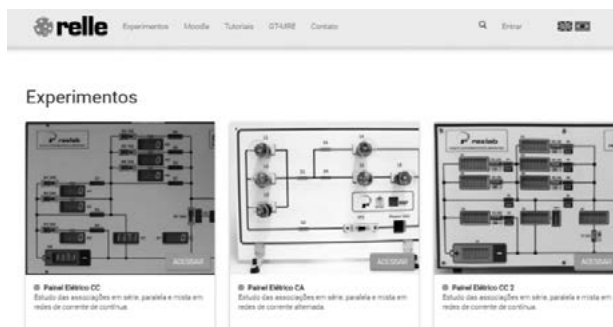 relle Experimentos Moodle Tutoriais GT-MRE Contato Entrar
Experimentos
rexlab
rexlab
ACESSAR
ACESSAR
ACESSAR
Painel Elétrico CC
Estudo das associações em série, paralela e mista em
redes de corrente de contínua.
Painel Elétrico CA
Estudo das associações em série, paralela e mista em
redes de corrente alternada.
Painel Elétrico CC 2
Estudo das associações em série, paralela e mista em
redes de corrente de contínua.